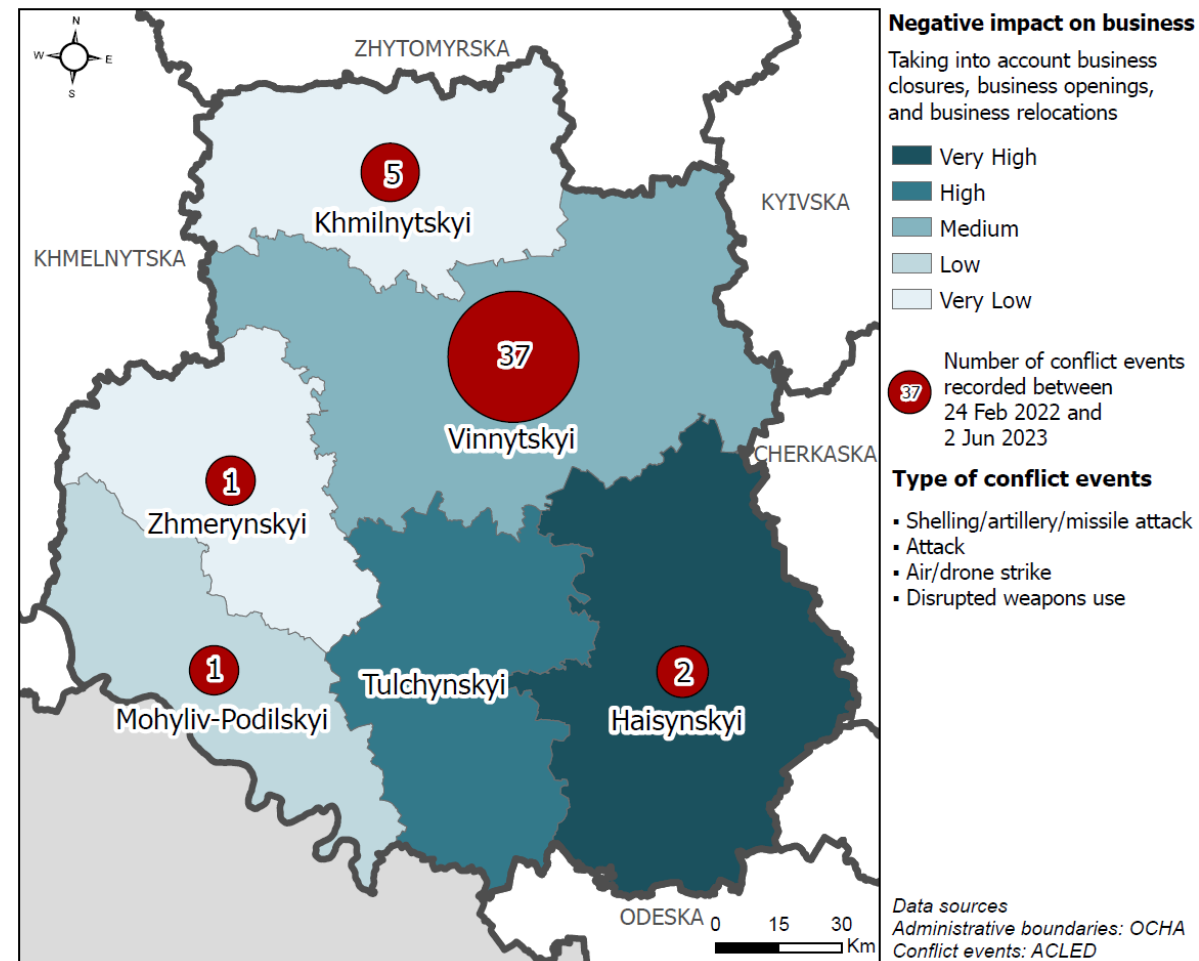 N
W
E
S
ZHYTOMYRSKA
KHMELNYTSKA
KYIVSKA
CHERKASKA
ODESKA
5
Khmilnytskyi
37
Vinnytskyi
1
Zhmerynskyi
1
Mohyliv-Podilskyi
Tulchynskyi
2
Haisynskyi
0 15 30
Km
Negative impact on business
Taking into account business
closures, business openings,
and business relocations
Very High
High
Medium
Low
Very Low
37
Number of conflict events
recorded between
24 Feb 2022 and
2 Jun 2023
Type of conflict events
▪ Shelling/artillery/missile attack
▪ Attack
▪ Air/drone strike
▪ Disrupted weapons use
Data sources
Administrative boundaries: OCHA
Conflict events: ACLED